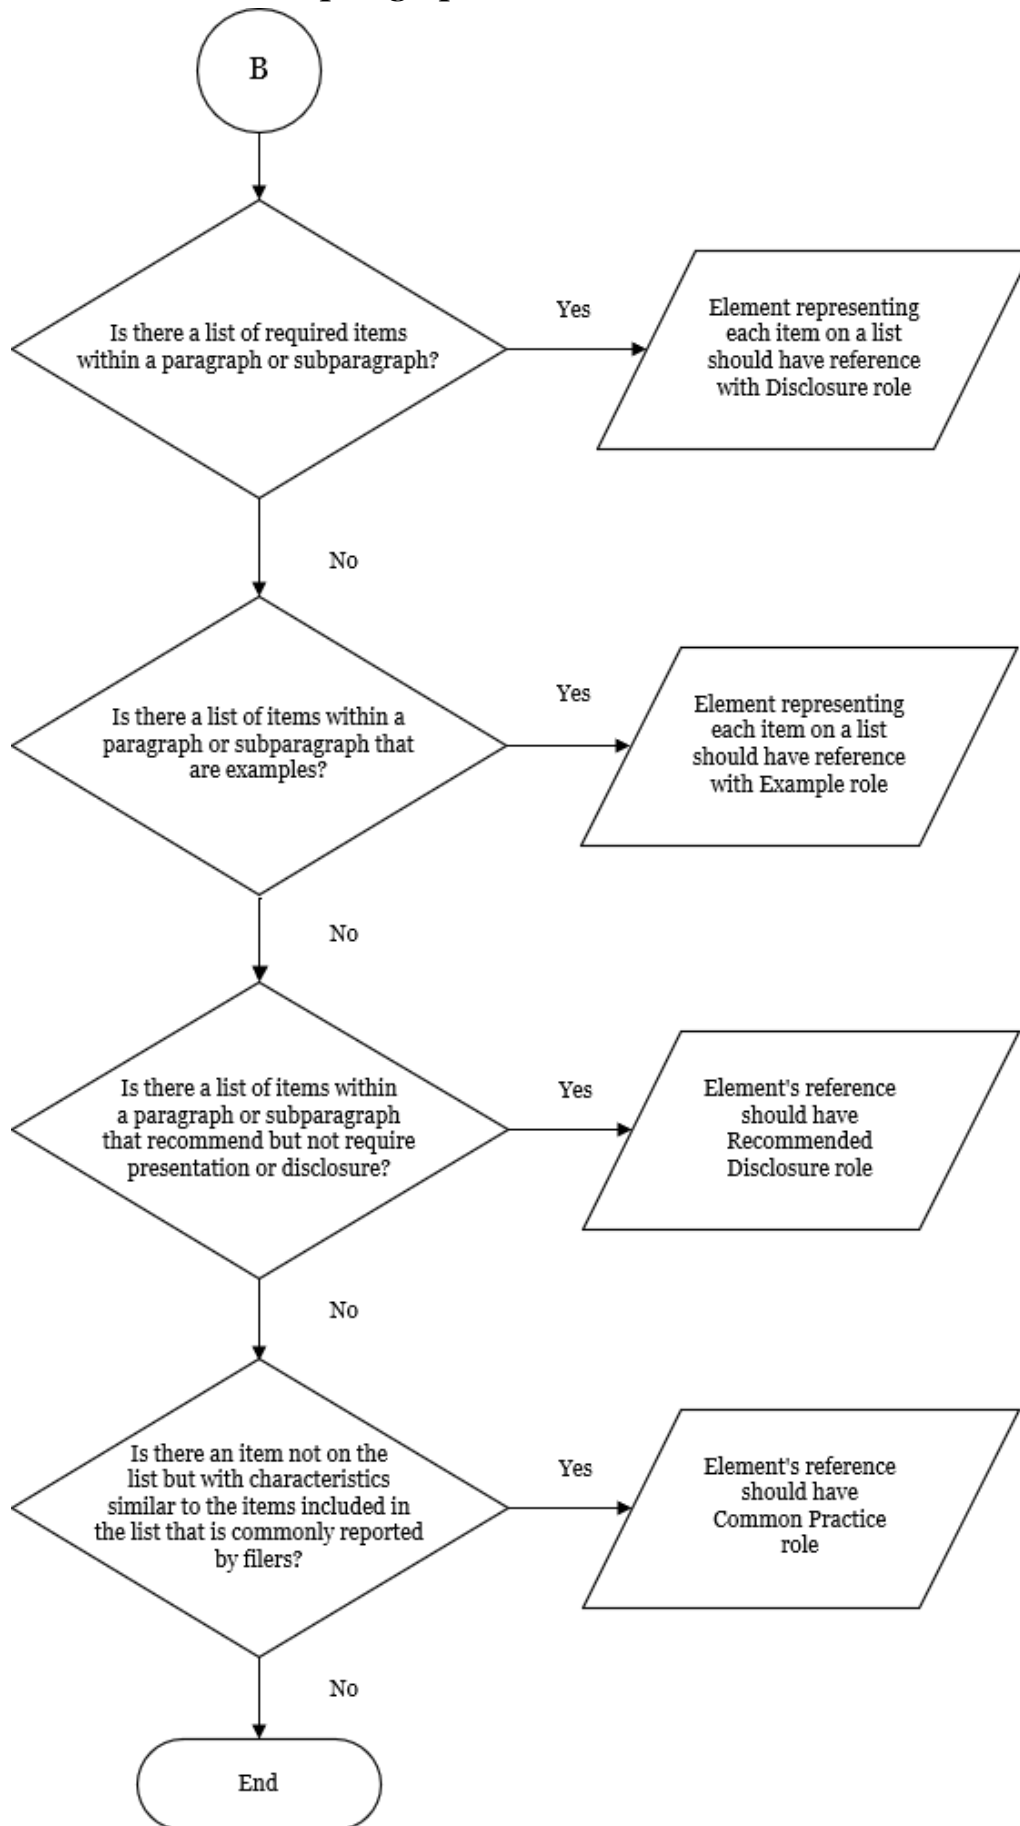 B
Is there a list of required items
within a paragraph or subparagraph?
Yes
Element representing
each item on a list
should have reference
with Disclosure role
No
Is there a list of items within a
paragraph or subparagraph that
are examples?
Yes
Element representing
each item on a list
should have reference
with Example role
No
Is there a list of items within
a paragraph or subparagraph
that recommend but not require
presentation or disclosure?
Yes
Element's reference
should have
Recommended
Disclosure role
No
Is there an item not on the
list but with characteristics
similar to the items included in
the list that is commonly reported
by filers?
Yes
Element's reference
should have
Common Practice
role
No
End